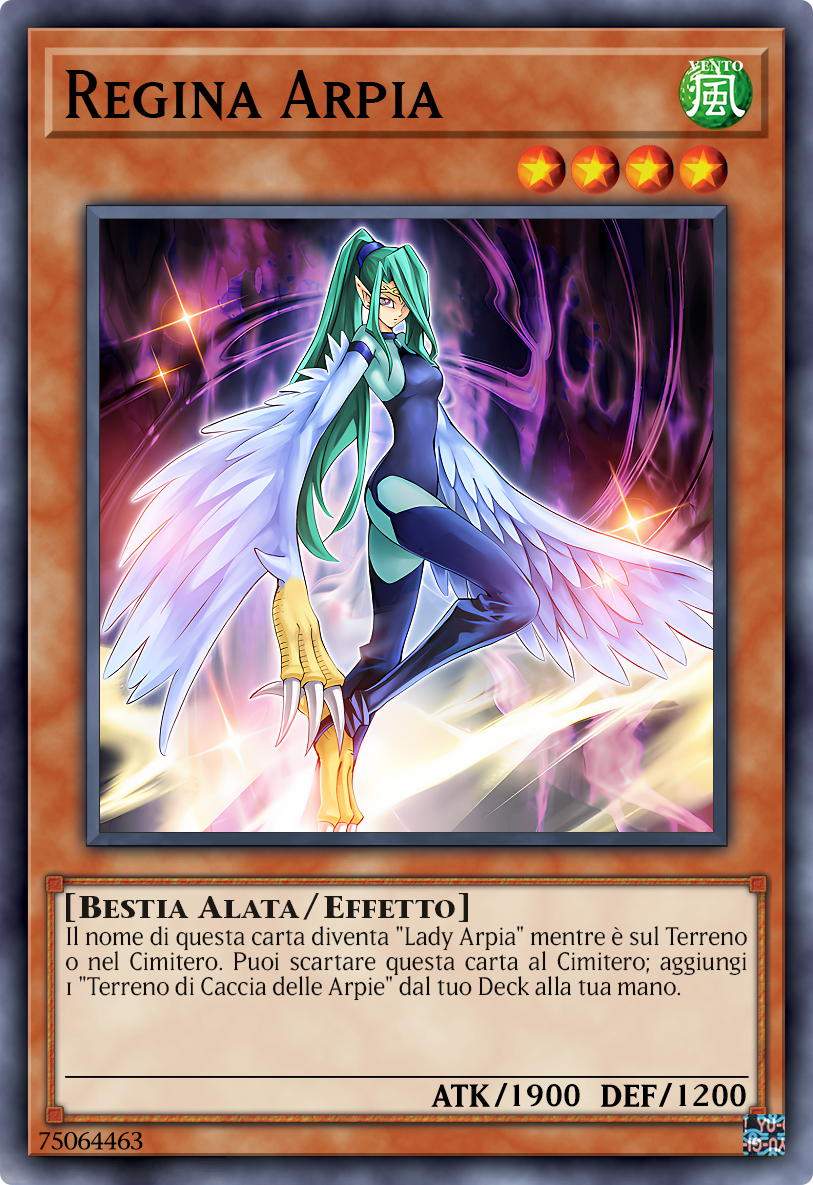 Regina Arpia
VENTO
風
[Bestia Alata/Effetto]
Il nome di questa carta diventa "Lady Arpia" mentre è sul Terreno
o nel Cimitero. Puoi scartare questa carta al Cimitero; aggiungi
1 "Terreno di Caccia delle Arpie" dal tuo Deck alla tua mano.
ATK/1900 DEF/1200
75064463